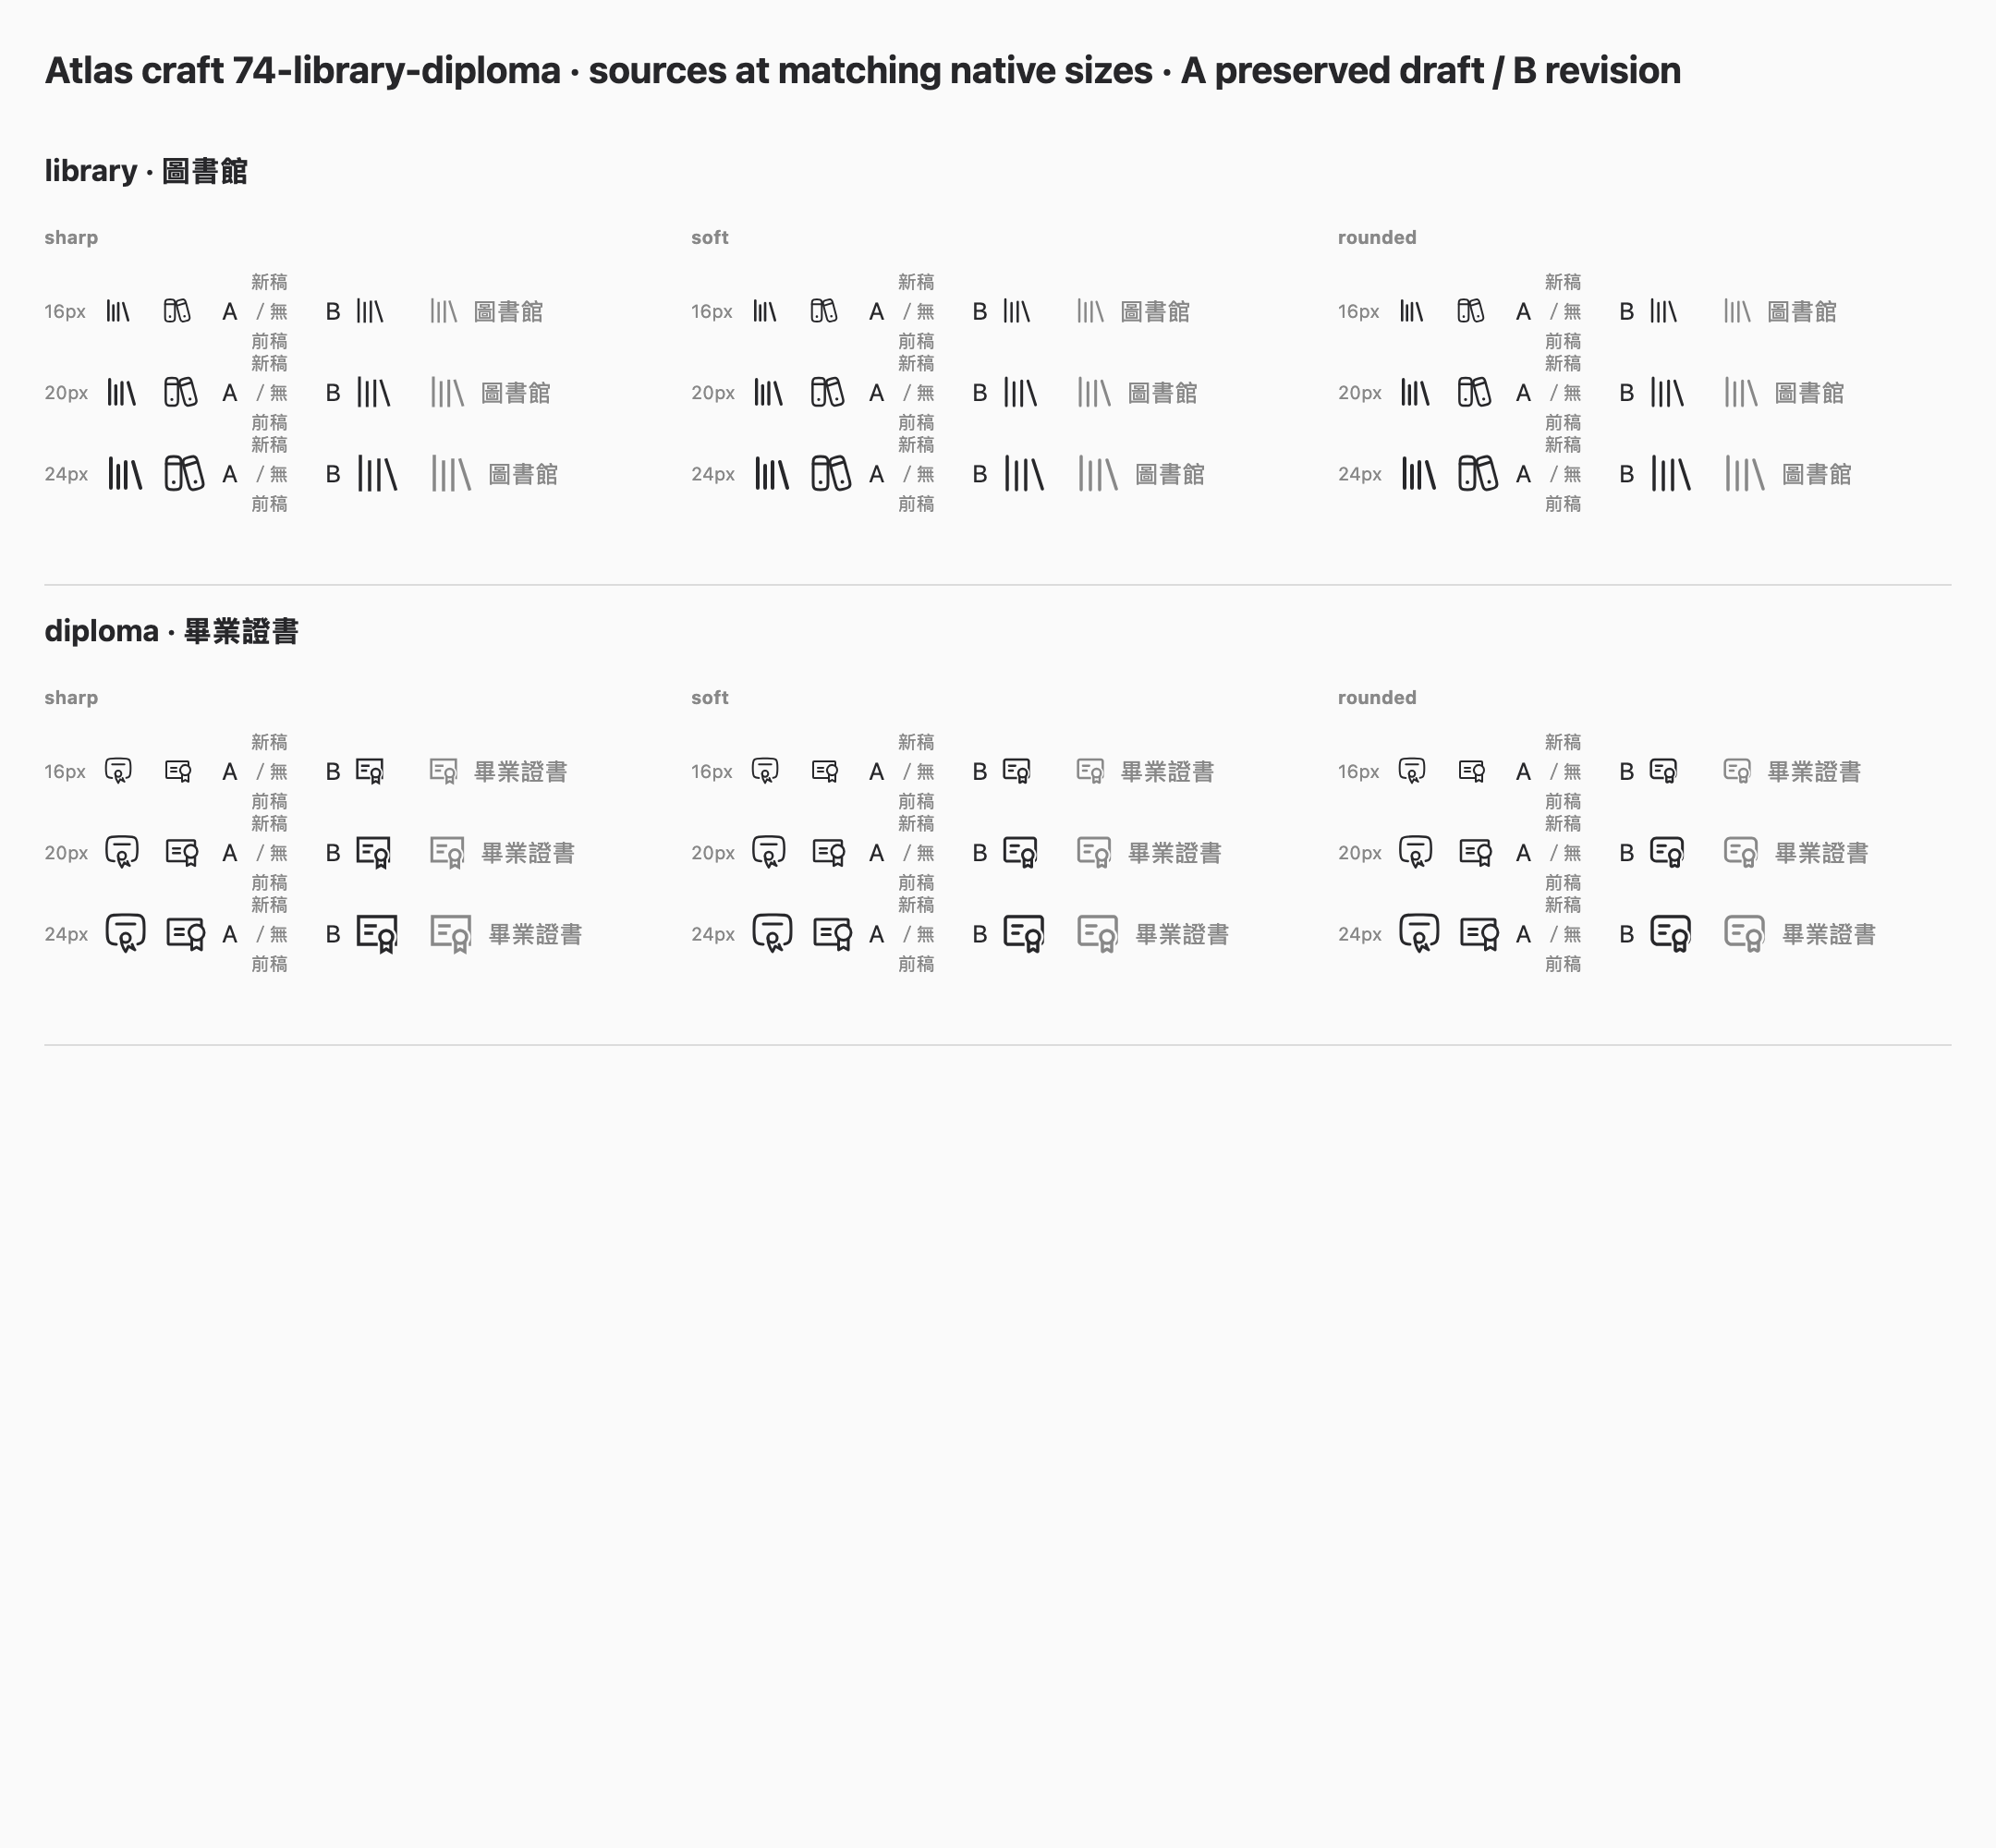 Atlas craft 74-library-diploma · sources at matching native sizes · A preserved draft / B revision
library · 圖書館
sharp
soft
rounded
16px A 新稿 / 無 前稿 B 圖書館
16px A 新稿 / 無 前稿 B 圖書館
16px A 新稿 / 無 前稿 B 圖書館
20px A 新稿 / 無 前稿 B 圖書館
20px A 新稿 / 無 前稿 B 圖書館
20px A 新稿 / 無 前稿 B 圖書館
24px A 新稿 / 無 前稿 B 圖書館
24px A 新稿 / 無 前稿 B 圖書館
24px A 新稿 / 無 前稿 B 圖書館
diploma · 畢業證書
sharp
soft
rounded
16px A 新稿 / 無 前稿 B 畢業證書
16px A 新稿 / 無 前稿 B 畢業證書
16px A 新稿 / 無 前稿 B 畢業證書
20px A 新稿 / 無 前稿 B 畢業證書
20px A 新稿 / 無 前稿 B 畢業證書
20px A 新稿 / 無 前稿 B 畢業證書
24px A 新稿 / 無 前稿 B 畢業證書
24px A 新稿 / 無 前稿 B 畢業證書
24px A 新稿 / 無 前稿 B 畢業證書